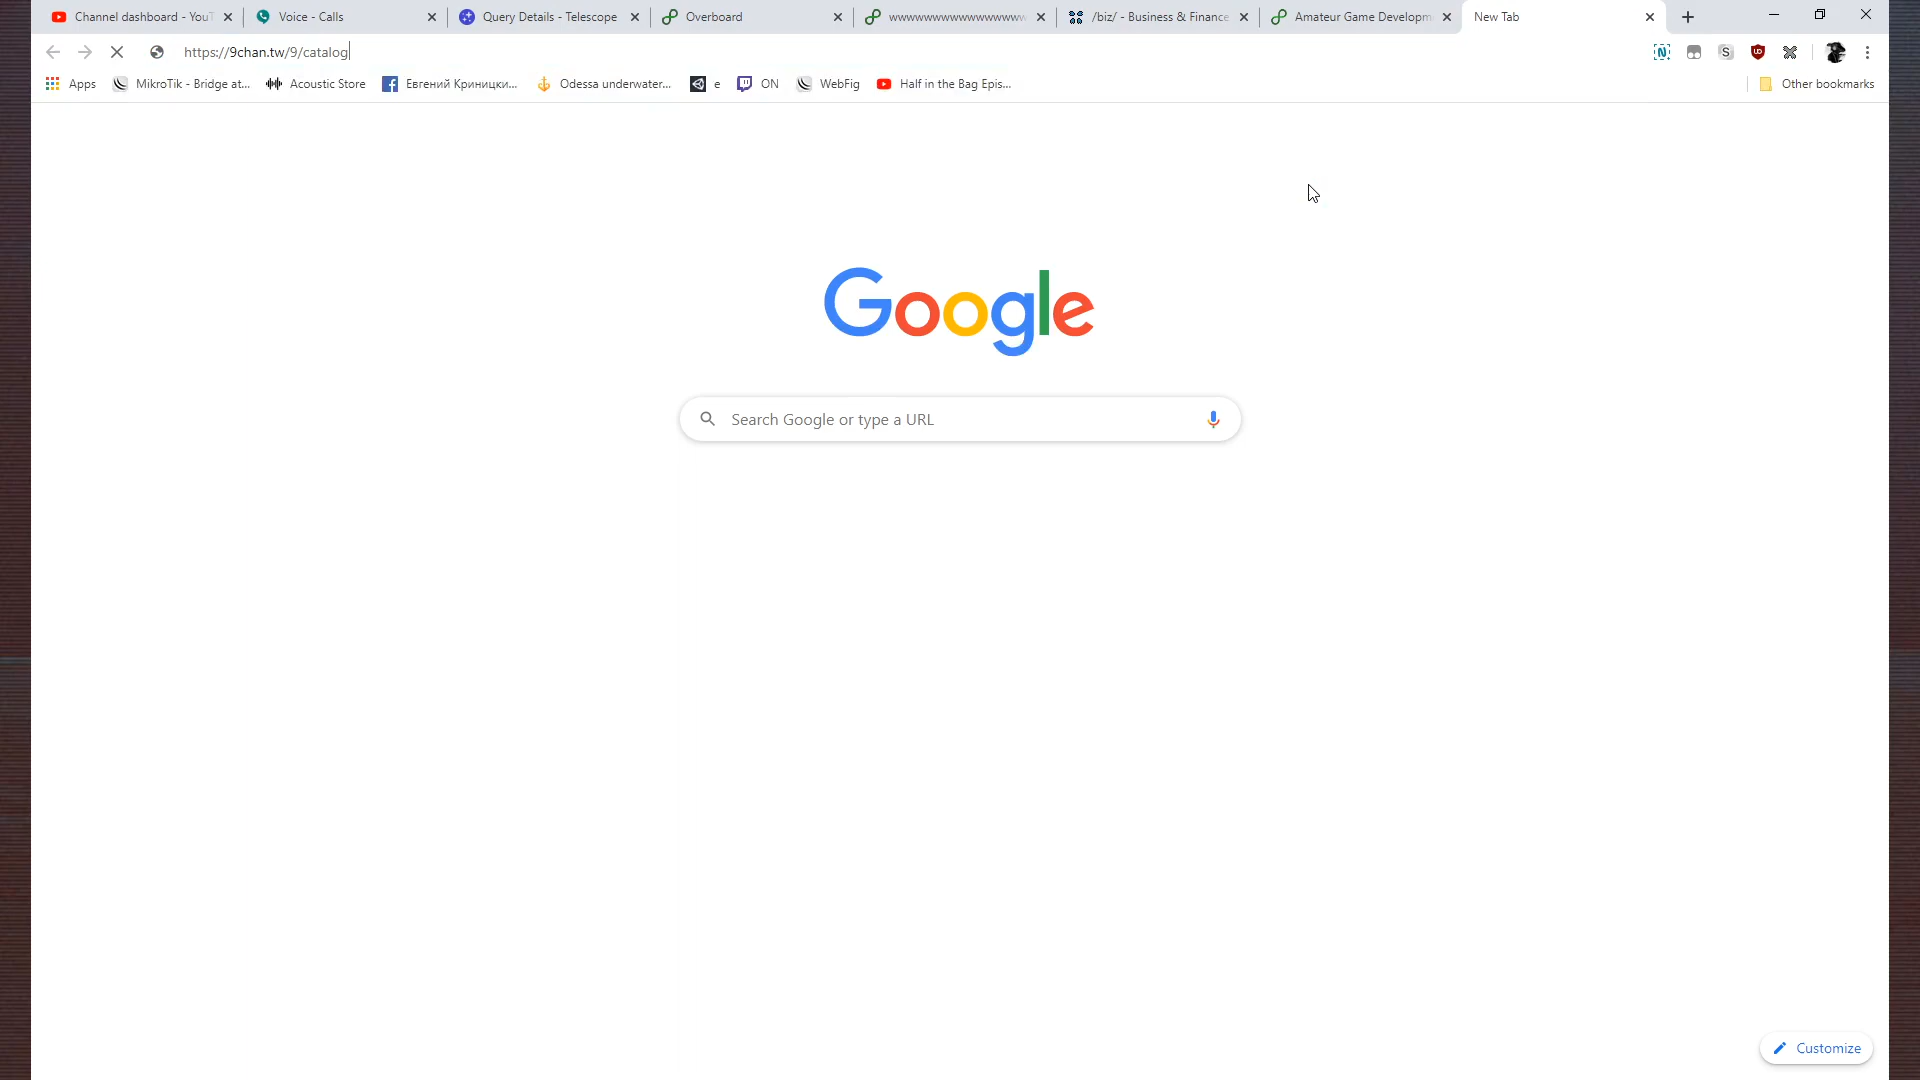 Channel dashboard - YouT
Voice - Calls
Query Details - Telescope
Overboard
wwwwwwwwwwwwwwww
/biz/ - Business & Finance
Amateur Game Developm
New Tab
https://9chan.tw/9/catalog
Apps
MikroTik - Bridge at...
Acoustic Store
Евгений Криницки...
Odessa underwater...
e
ON
WebFig
Half in the Bag Epis...
Other bookmarks
Google
Search Google or type a URL
Customize